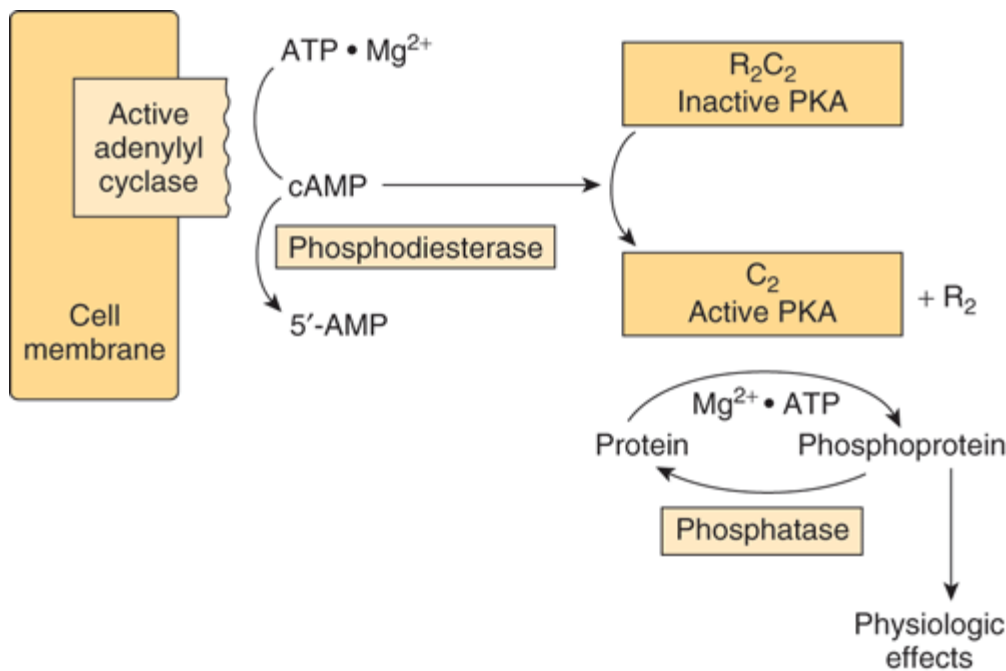 ATP • Mg²⁺
Active
adenylyl
cyclase
cAMP
Phosphodiesterase
5′-AMP
Cell
membrane
R₂C₂
Inactive PKA
C₂
Active PKA
+ R₂
Mg²⁺ • ATP
Protein
Phosphoprotein
Phosphatase
Physiologic
effects